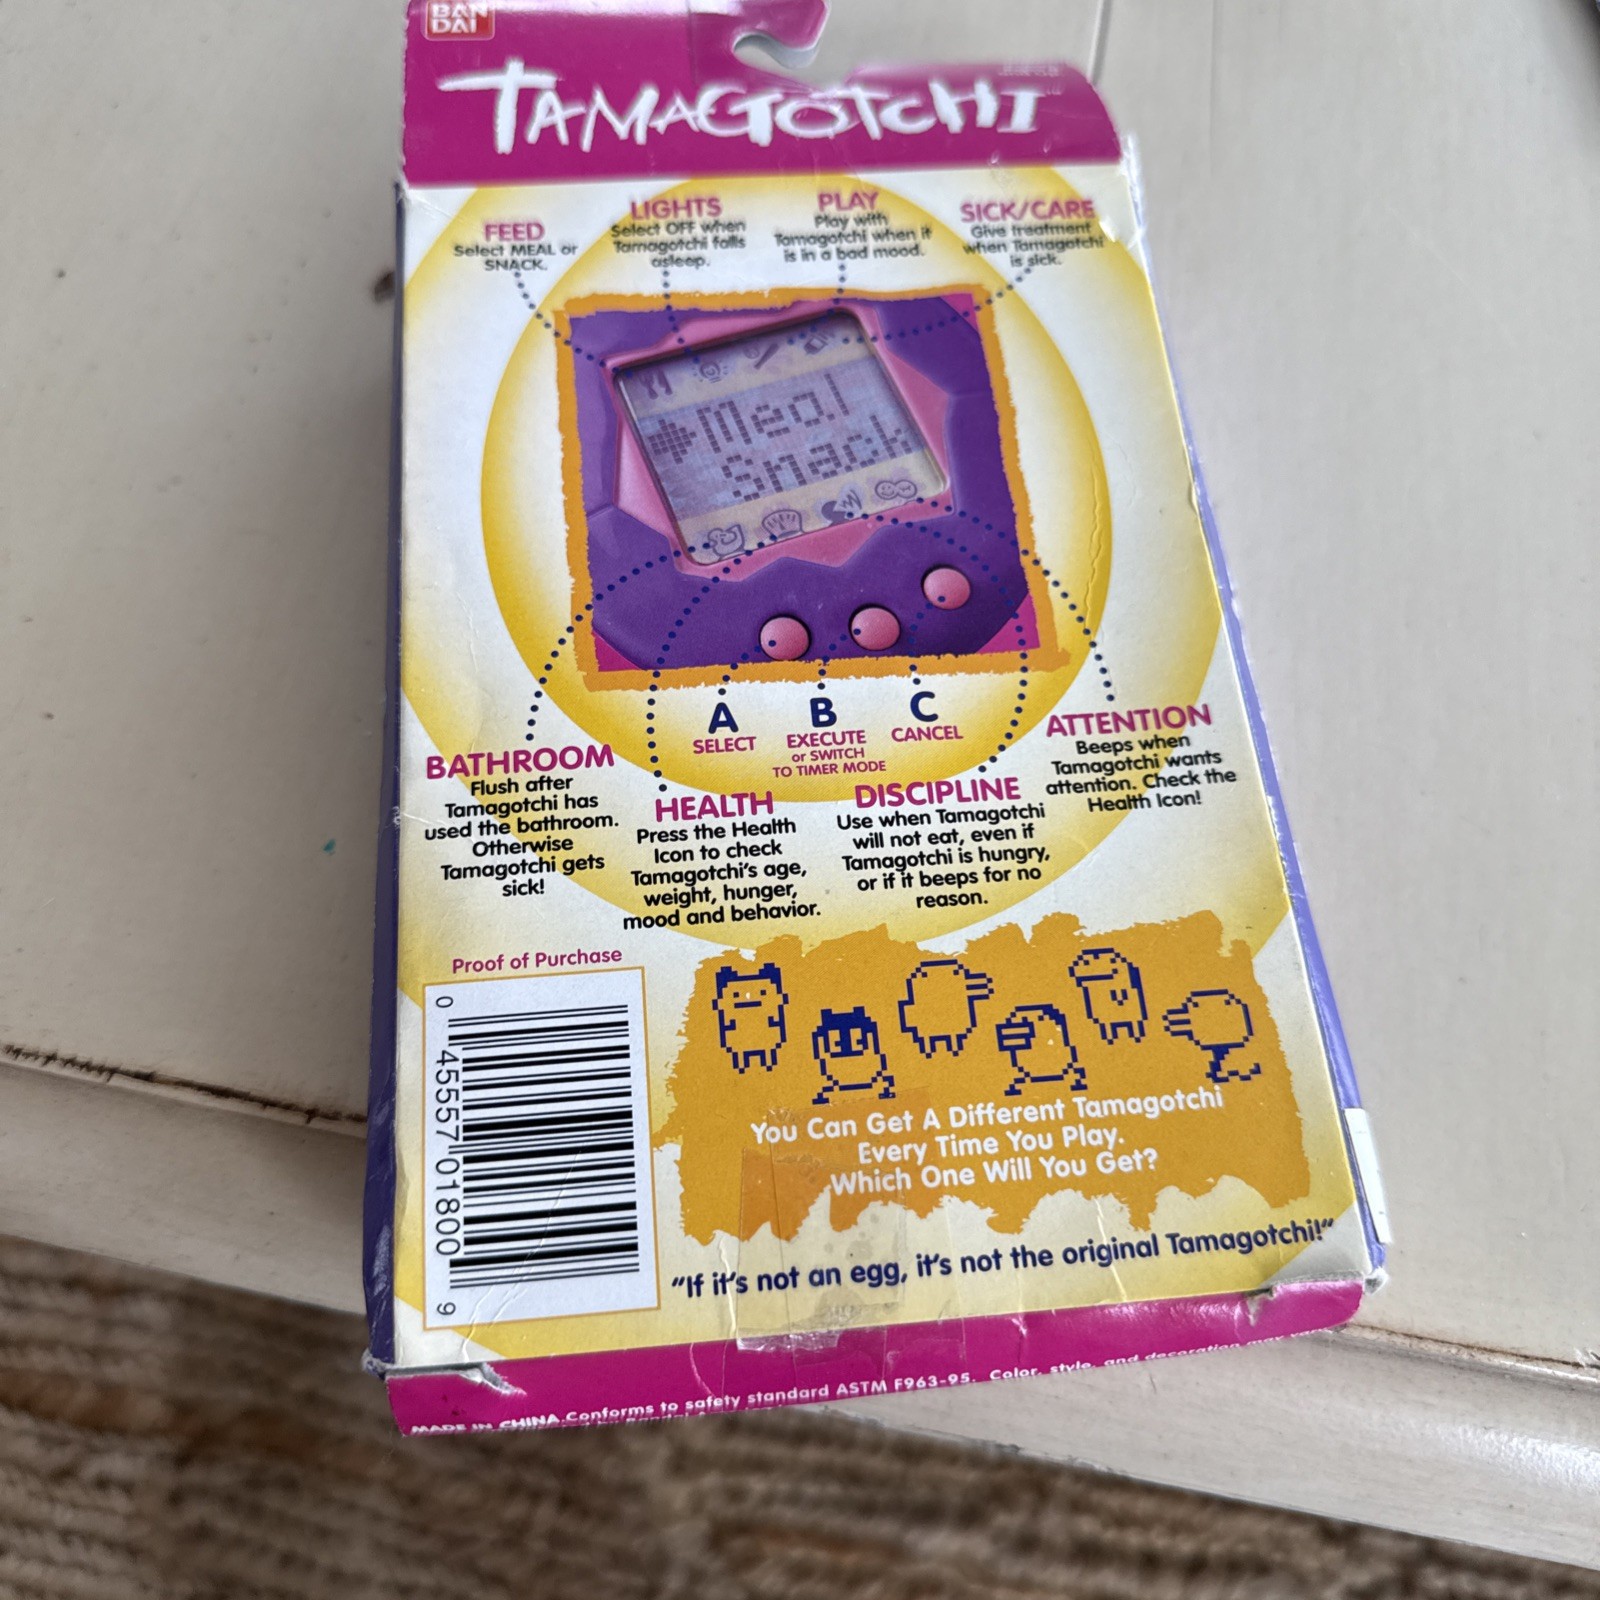 BAN
DAI
TAMAGOTCHI
FEED
Select MEAL or
SNACK.
LIGHTS
Select OFF when
Tamagotchi falls
asleep.
PLAY
Play with
Tamagotchi when it
is in a bad mood.
SICK/CARE
Give treatment
when Tamagotchi
is sick.
Meal
Snack
A
SELECT
B
EXECUTE
or SWITCH
TO TIMER MODE
C
CANCEL
BATHROOM
Flush after
Tamagotchi has
used the bathroom.
Otherwise
Tamagotchi gets
sick!
HEALTH
Press the Health
Icon to check
Tamagotchi's age,
weight, hunger,
mood and behavior.
DISCIPLINE
Use when Tamagotchi
will not eat, even if
Tamagotchi is hungry,
or if it beeps for no
reason.
ATTENTION
Beeps when
Tamagotchi wants
attention. Check the
Health Icon!
Proof of Purchase
0 45557 01800 9
You Can Get A Different Tamagotchi
Every Time You Play.
Which One Will You Get?
"If it's not an egg, it's not the original Tamagotchi!"
MADE IN CHINA. Conforms to safety standard ASTM F963-95. Color, style, and decoration